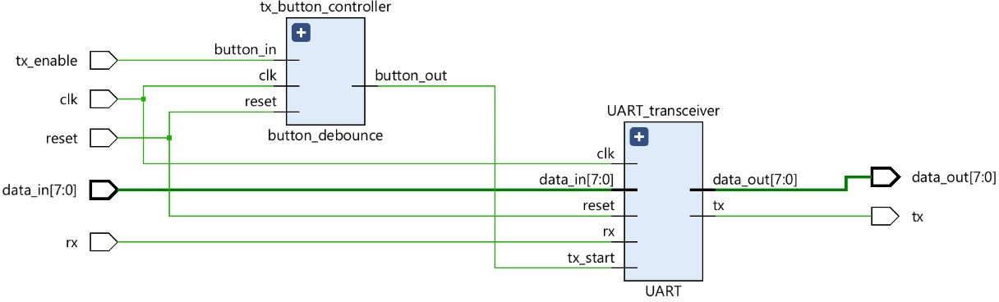 tx_button_controller
tx_enable
button_in
clk
clk
button_out
reset
reset
button_debounce
UART_transceiver
clk
data_in[7:0]
data_in[7:0]
data_out[7:0]
data_out[7:0]
reset
tx
tx
rx
rx
tx_start
UART